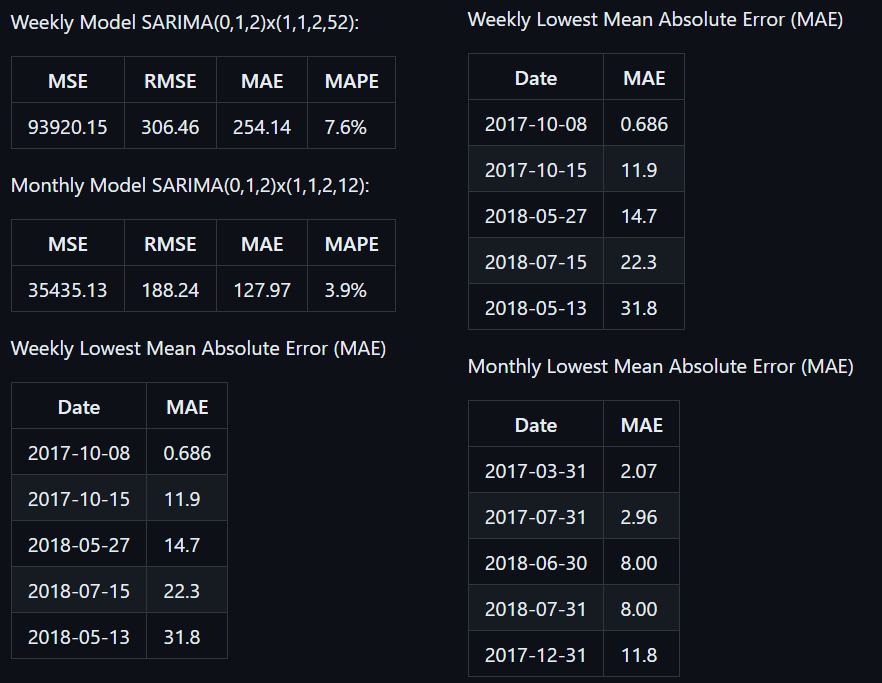 Weekly Model SARIMA(0,1,2)x(1,1,2,52):
MSE RMSE MAE MAPE
93920.15 306.46 254.14 7.6%
Monthly Model SARIMA(0,1,2)x(1,1,2,12):
MSE RMSE MAE MAPE
35435.13 188.24 127.97 3.9%
Weekly Lowest Mean Absolute Error (MAE)
Date MAE
2017-10-08 0.686
2017-10-15 11.9
2018-05-27 14.7
2018-07-15 22.3
2018-05-13 31.8
Weekly Lowest Mean Absolute Error (MAE)
Date MAE
2017-10-08 0.686
2017-10-15 11.9
2018-05-27 14.7
2018-07-15 22.3
2018-05-13 31.8
Monthly Lowest Mean Absolute Error (MAE)
Date MAE
2017-03-31 2.07
2017-07-31 2.96
2018-06-30 8.00
2018-07-31 8.00
2017-12-31 11.8